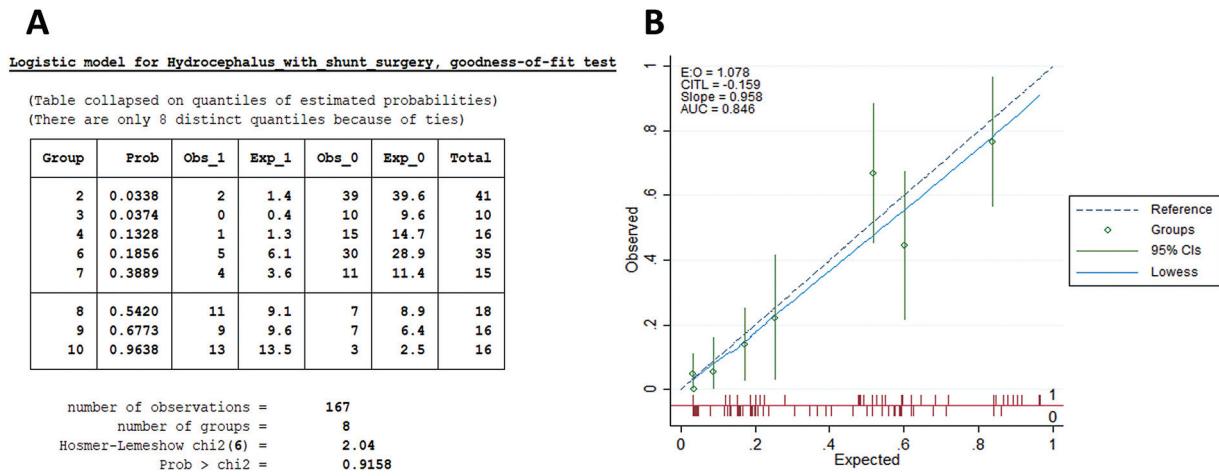 A
Logistic model for Hydrocephalus_with_shunt_surgery, goodness-of-fit test
(Table collapsed on quantiles of estimated probabilities)
(There are only 8 distinct quantiles because of ties)
Group Prob Obs_1 Exp_1 Obs_0 Exp_0 Total
2 0.0338 2 1.4 39 39.6 41
3 0.0374 0 0.4 10 9.6 10
4 0.1328 1 1.3 15 14.7 16
6 0.1856 5 6.1 30 28.9 35
7 0.3889 4 3.6 11 11.4 15
8 0.5420 11 9.1 7 8.9 18
9 0.6773 9 9.6 7 6.4 16
10 0.9638 13 13.5 3 2.5 16
number of observations = 167
number of groups = 8
Hosmer-Lemeshow chi2(6) = 2.04
Prob > chi2 = 0.9158
B
E:O = 1.078
CITL = -0.159
Slope = 0.958
AUC = 0.846
Observed
1
.8
.6
.4
.2
0
1
0
0 .2 .4 .6 .8 1
Expected
Reference
Groups
95% CIs
Lowess